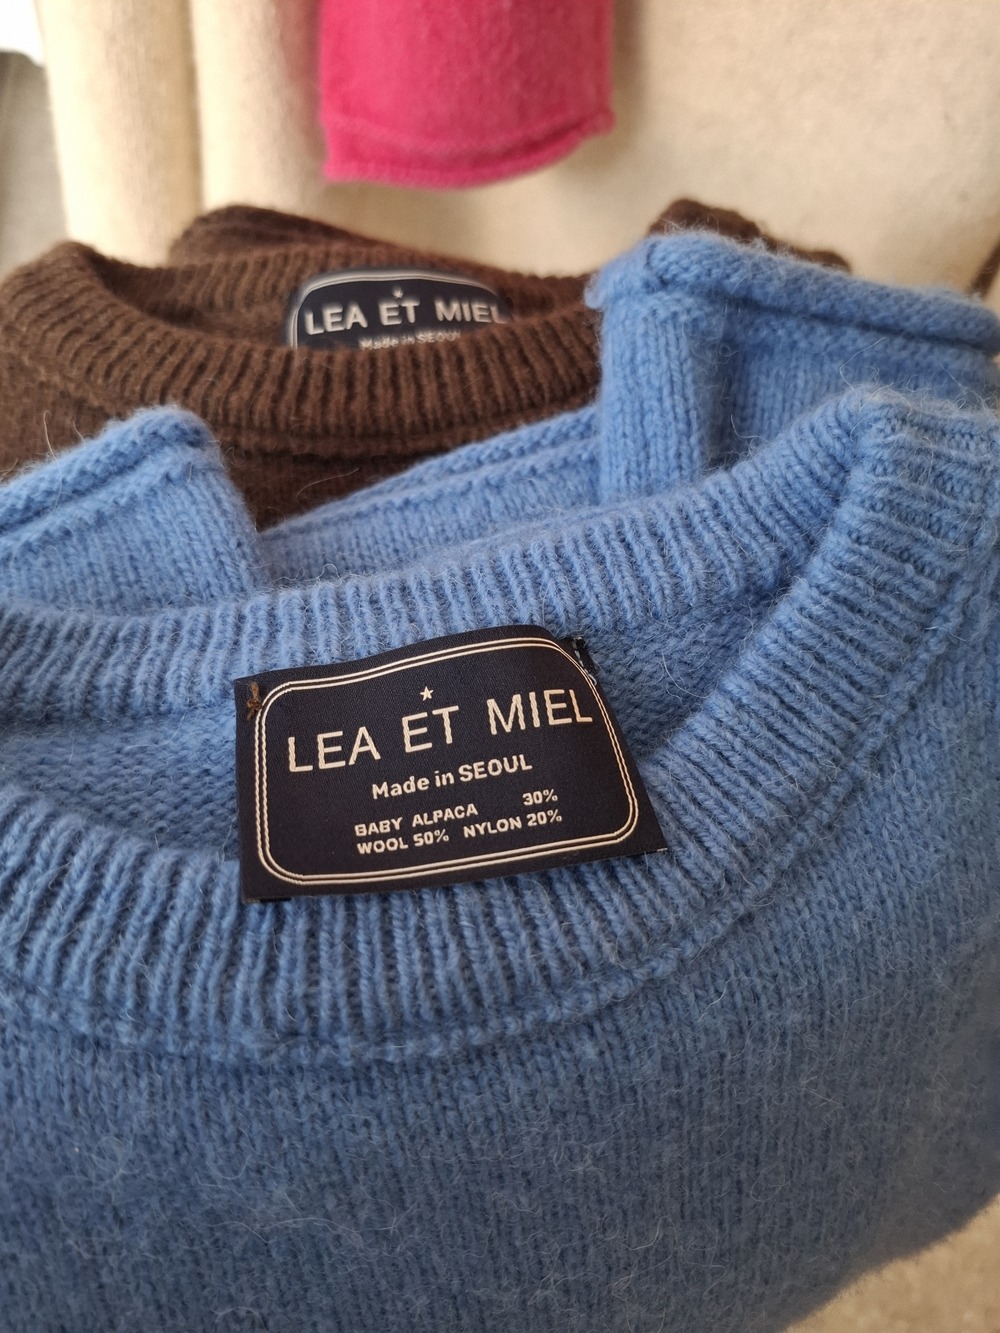 LEA ET MIEL
Made in SEOUL
LEA ET MIEL
Made in SEOUL
BABY ALPACA 30%
WOOL 50% NYLON 20%